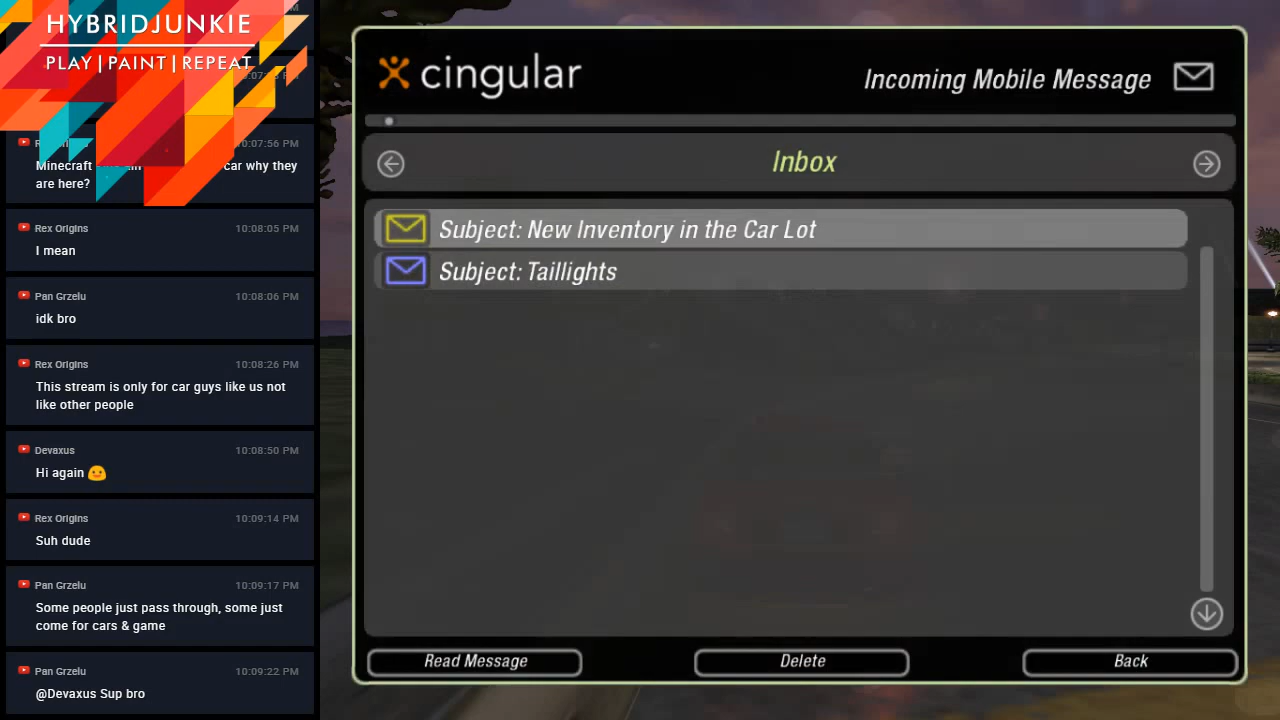 HYBRIDJUNKIE
PLAY|PAINT|REPEAT
10:07:56 PM
Minecraft
car why they
are here?
Rex Origins
10:08:05 PM
I mean
Pan Grzelu
10:08:06 PM
idk bro
Rex Origins
10:08:26 PM
This stream is only for car guys like us not
like other people
Devaxus
10:08:50 PM
Hi again
Rex Origins
10:09:14 PM
Suh dude
Pan Grzelu
10:09:17 PM
Some people just pass through, some just
come for cars & game
Pan Grzelu
10:09:22 PM
@Devaxus Sup bro
cingular
Incoming Mobile Message
Inbox
Subject: New Inventory in the Car Lot
Subject: Taillights
Read Message
Delete
Back